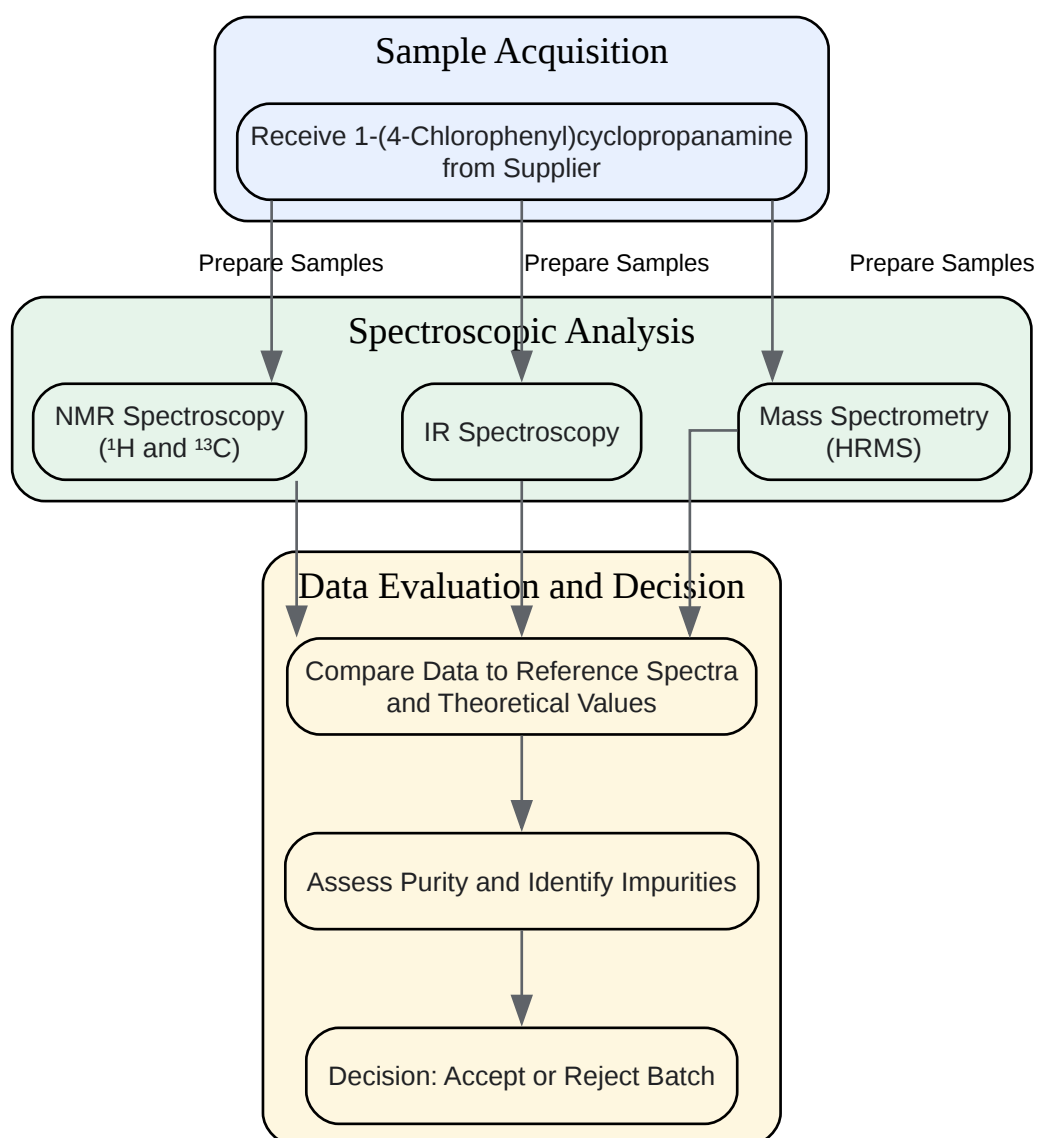 Sample Acquisition
Receive 1-(4-Chlorophenyl)cyclopropanamine
from Supplier
Prepare Samples
Prepare Samples
Prepare Samples
Spectroscopic Analysis
NMR Spectroscopy
(¹H and ¹³C)
IR Spectroscopy
Mass Spectrometry
(HRMS)
Data Evaluation and Decision
Compare Data to Reference Spectra
and Theoretical Values
Assess Purity and Identify Impurities
Decision: Accept or Reject Batch